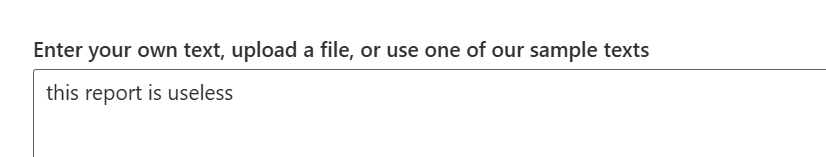 Enter your own text, upload a file, or use one of our sample texts
this report is useless